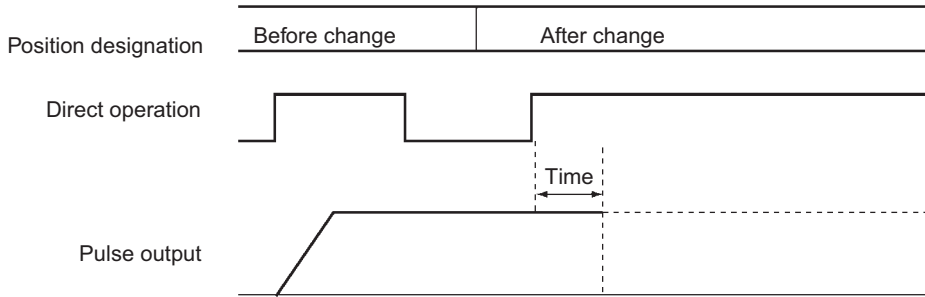 Position designation
Before change
After change
Direct operation
Time
Pulse output